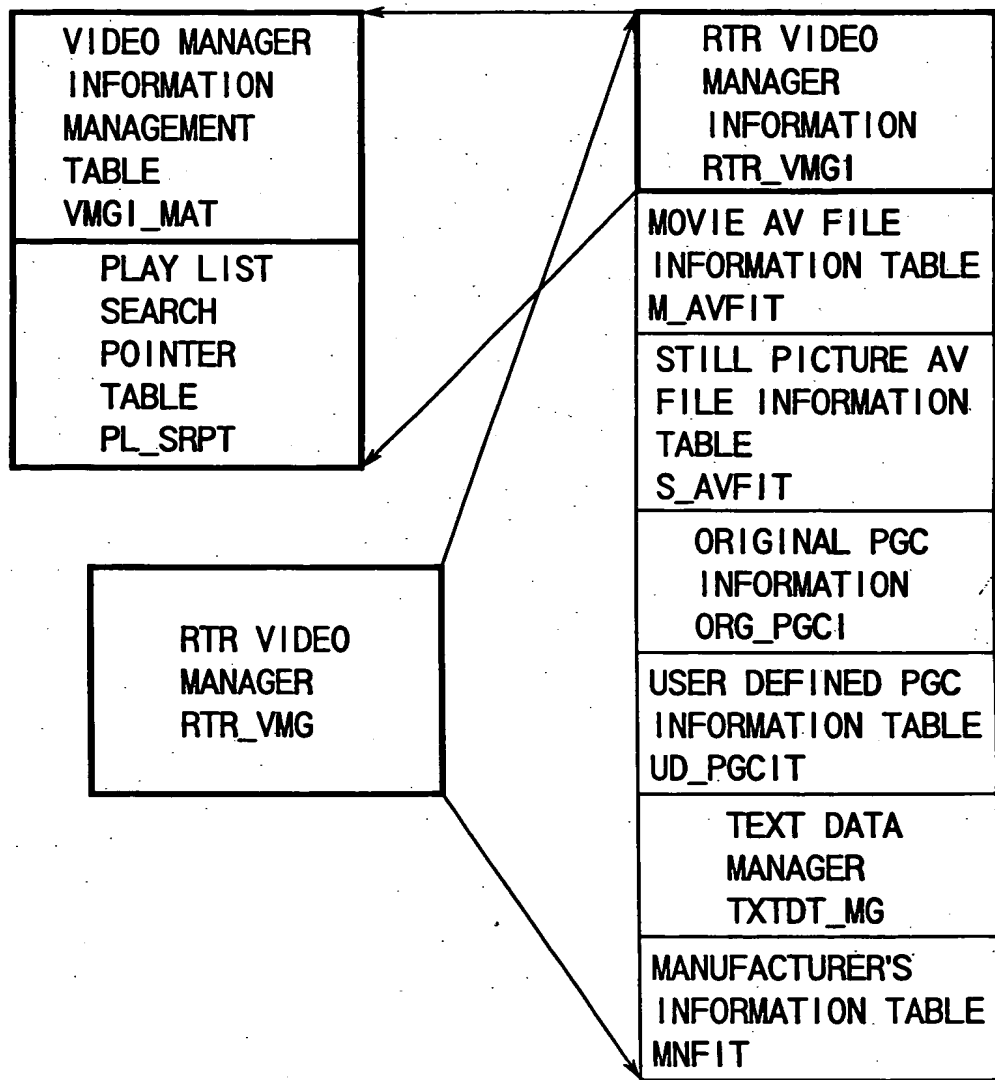 VIDEO MANAGER
INFORMATION
MANAGEMENT
TABLE
VMGI_MAT
PLAY LIST
SEARCH
POINTER
TABLE
PL_SRPT
RTR VIDEO
MANAGER
RTR_VMG
RTR VIDEO
MANAGER
INFORMATION
RTR_VMGI
MOVIE AV FILE
INFORMATION TABLE
M_AVFIT
STILL PICTURE AV
FILE INFORMATION
TABLE
S_AVFIT
ORIGINAL PGC
INFORMATION
ORG_PGCI
USER DEFINED PGC
INFORMATION TABLE
UD_PGCIT
TEXT DATA
MANAGER
TXTDT_MG
MANUFACTURER'S
INFORMATION TABLE
MNFIT